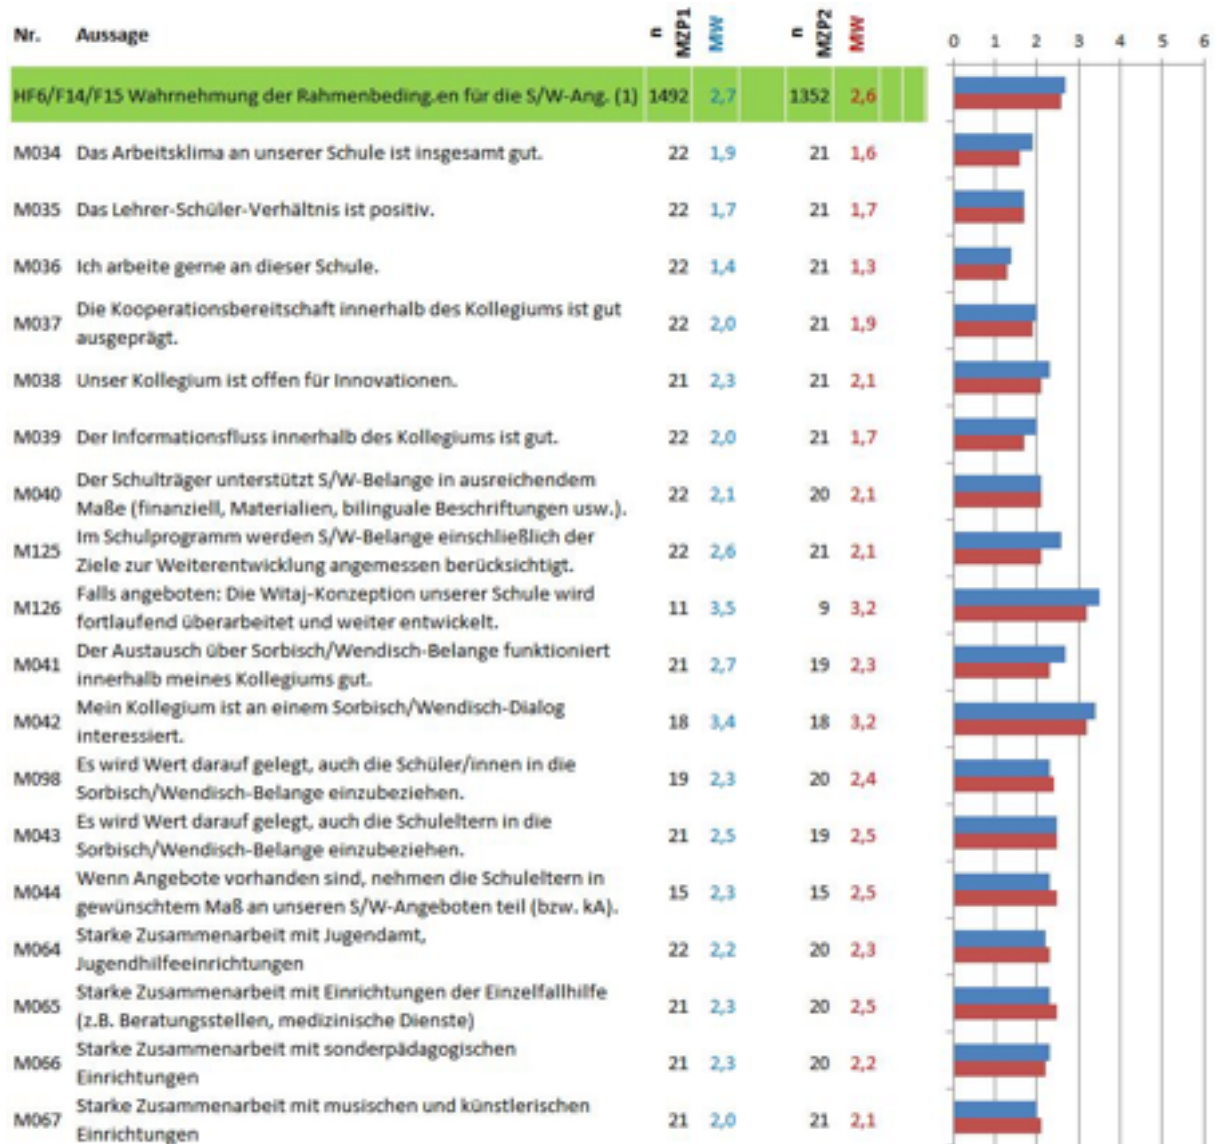 Nr. Aussage n MZP1 MW n MZP2 MW 0 1 2 3 4 5 6
HF6/F14/F15 Wahrnehmung der Rahmenbeding.en für die S/W-Ang. (1) 1492 2,7 1352 2,6
M034 Das Arbeitsklima an unserer Schule ist insgesamt gut. 22 1,9 21 1,6
M035 Das Lehrer-Schüler-Verhältnis ist positiv. 22 1,7 21 1,7
M036 Ich arbeite gerne an dieser Schule. 22 1,4 21 1,3
Die Kooperationsbereitschaft innerhalb des Kollegiums ist gut
M037 22 2,0 21 1,9
ausgeprägt.
M038 Unser Kollegium ist offen für Innovationen. 21 2,3 21 2,1
M039 Der Informationsfluss innerhalb des Kollegiums ist gut. 22 2,0 21 1,7
Der Schulträger unterstützt S/W-Belange in ausreichendem
M040 22 2,1 20 2,1
Maße (finanziell, Materialien, bilinguale Beschriftungen usw.).
Im Schulprogramm werden S/W-Belange einschließlich der
M125 22 2,6 21 2,1
Ziele zur Weiterentwicklung angemessen berücksichtigt.
Falls angeboten: Die Witaj-Konzeption unserer Schule wird
M126 11 3,5 9 3,2
fortlaufend überarbeitet und weiter entwickelt.
Der Austausch über Sorbisch/Wendisch-Belange funktioniert
M041 21 2,7 19 2,3
innerhalb meines Kollegiums gut.
Mein Kollegium ist an einem Sorbisch/Wendisch-Dialog
M042 18 3,4 18 3,2
interessiert.
Es wird Wert darauf gelegt, auch die Schüler/innen in die
M098 19 2,3 20 2,4
Sorbisch/Wendisch-Belange einzubeziehen.
Es wird Wert darauf gelegt, auch die Schuleltern in die
M043 21 2,5 19 2,5
Sorbisch/Wendisch-Belange einzubeziehen.
Wenn Angebote vorhanden sind, nehmen die Schuleltern in
M044 15 2,3 15 2,5
gewünschtem Maß an unseren S/W-Angeboten teil (bzw. kA).
Starke Zusammenarbeit mit Jugendamt,
M064 22 2,2 20 2,3
Jugendhilfeeinrichtungen
Starke Zusammenarbeit mit Einrichtungen der Einzelfallhilfe
M065 21 2,3 20 2,5
(z.B. Beratungsstellen, medizinische Dienste)
Starke Zusammenarbeit mit sonderpädagogischen
M066 21 2,3 20 2,2
Einrichtungen
Starke Zusammenarbeit mit musischen und künstlerischen
M067 21 2,0 21 2,1
Einrichtungen